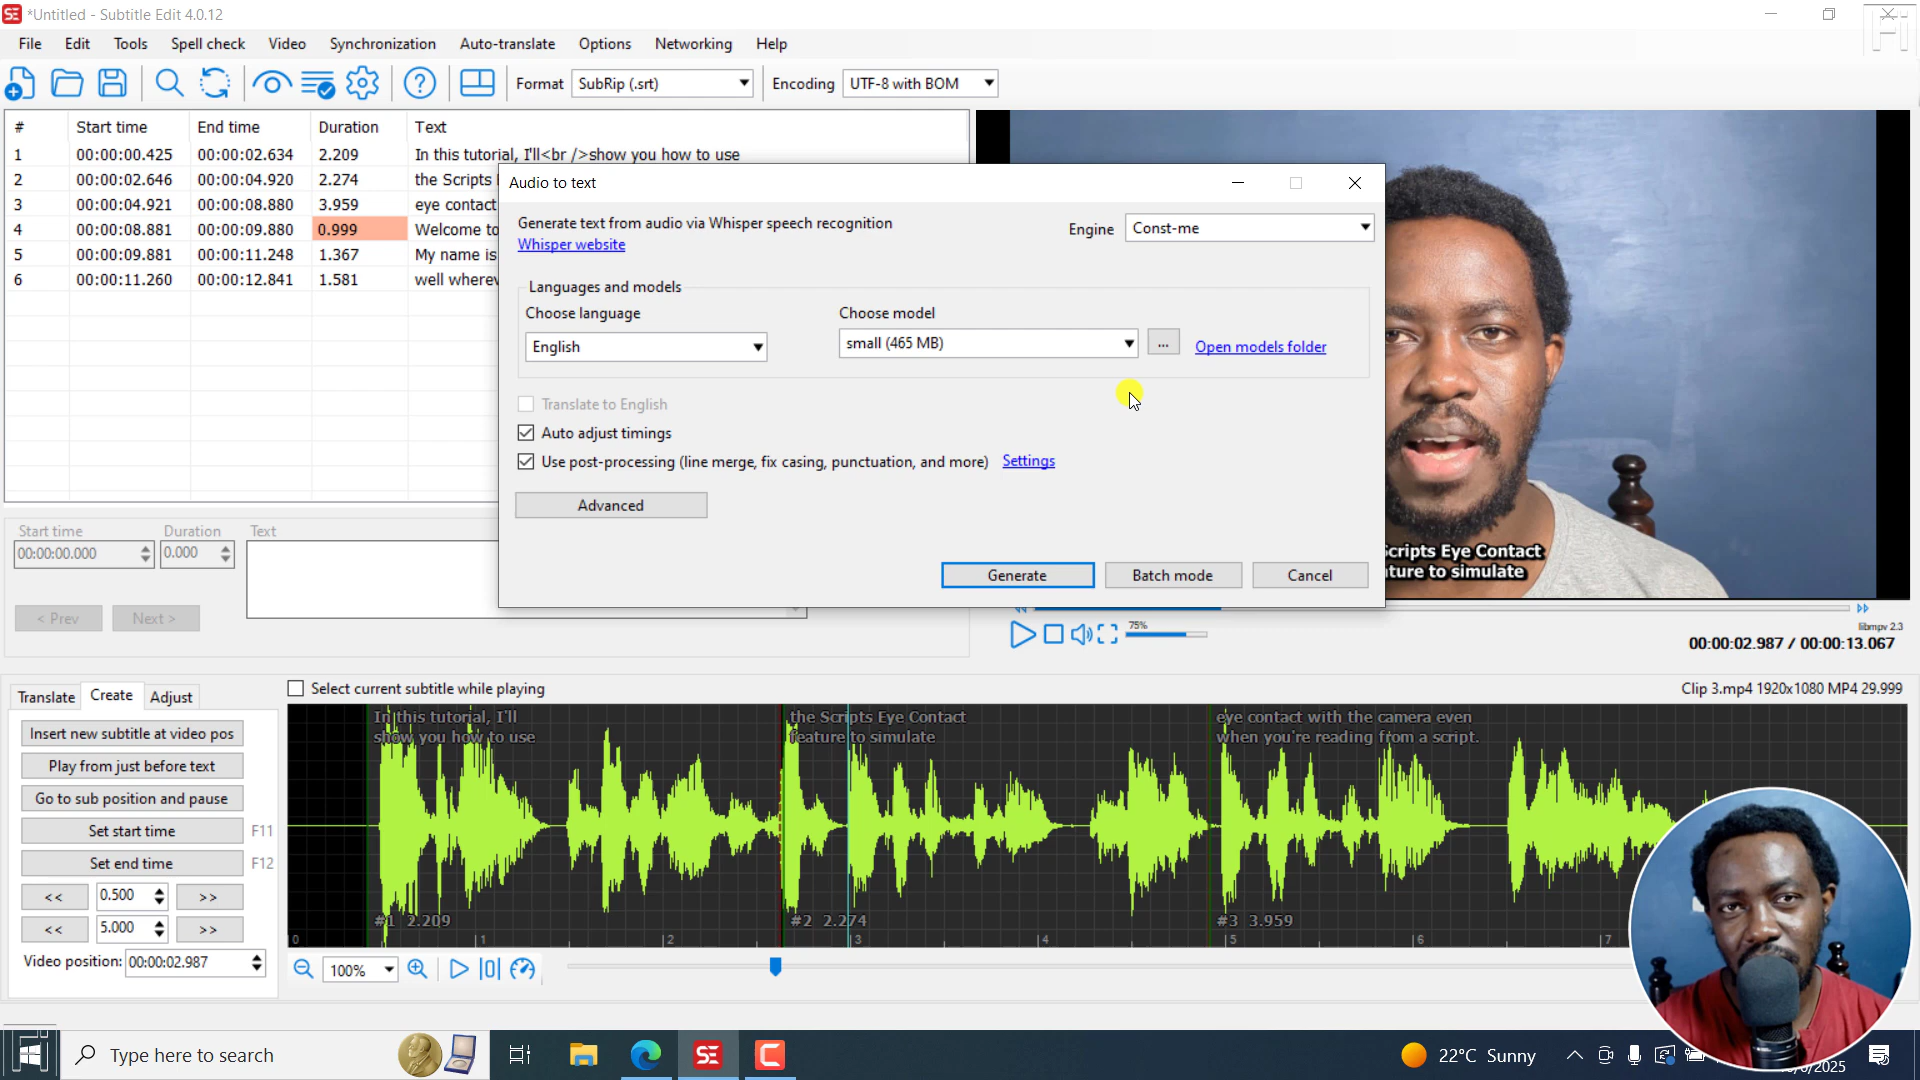 *Untitled - Subtitle Edit 4.0.12
File Edit Tools Spell check Video Synchronization Auto-translate Options Networking Help
Format SubRip (.srt) Encoding UTF-8 with BOM
# Start time End time Duration Text
1 00:00:00.425 00:00:02.634 2.209 In this tutorial, I'll<br />show you how to use
2 00:00:02.646 00:00:04.920 2.274 the Scripts
3 00:00:04.921 00:00:08.880 3.959 eye contact
4 00:00:08.881 00:00:09.880 0.999 Welcome to
5 00:00:09.881 00:00:11.248 1.367 My name is
6 00:00:11.260 00:00:12.841 1.581 well
Audio to text
Generate text from audio via Whisper speech recognition
Whisper website
Engine Const-me
Languages and models
Choose language Choose model
English small (465 MB) ... Open models folder
Translate to English
Auto adjust timings
Use post-processing (line merge, fix casing, punctuation, and more) Settings
Advanced
Generate Batch mode Cancel
Scripts Eye Contact
ture to simulate
Start time Duration Text
00:00:00.000 0.000
< Prev Next >
75%
libmpv 2.3
00:00:02.987 / 00:00:13.067
Translate Create Adjust
Select current subtitle while playing
Clip 3.mp4 1920x1080 MP4 29.999
Insert new subtitle at video pos
Play from just before text
Go to sub position and pause
Set start time F11
Set end time F12
<< 0.500 >>
<< 5.000 >>
Video position: 00:00:02.987
In this tutorial, I'll
show you how to use
the Scripts Eye Contact
feature to simulate
eye contact with the camera even
when you're reading from a script.
#1 2.209 #2 2.274 #3 3.959
0 1 2 3 4 5 6 7
100%
Type here to search
22°C Sunny
/2025